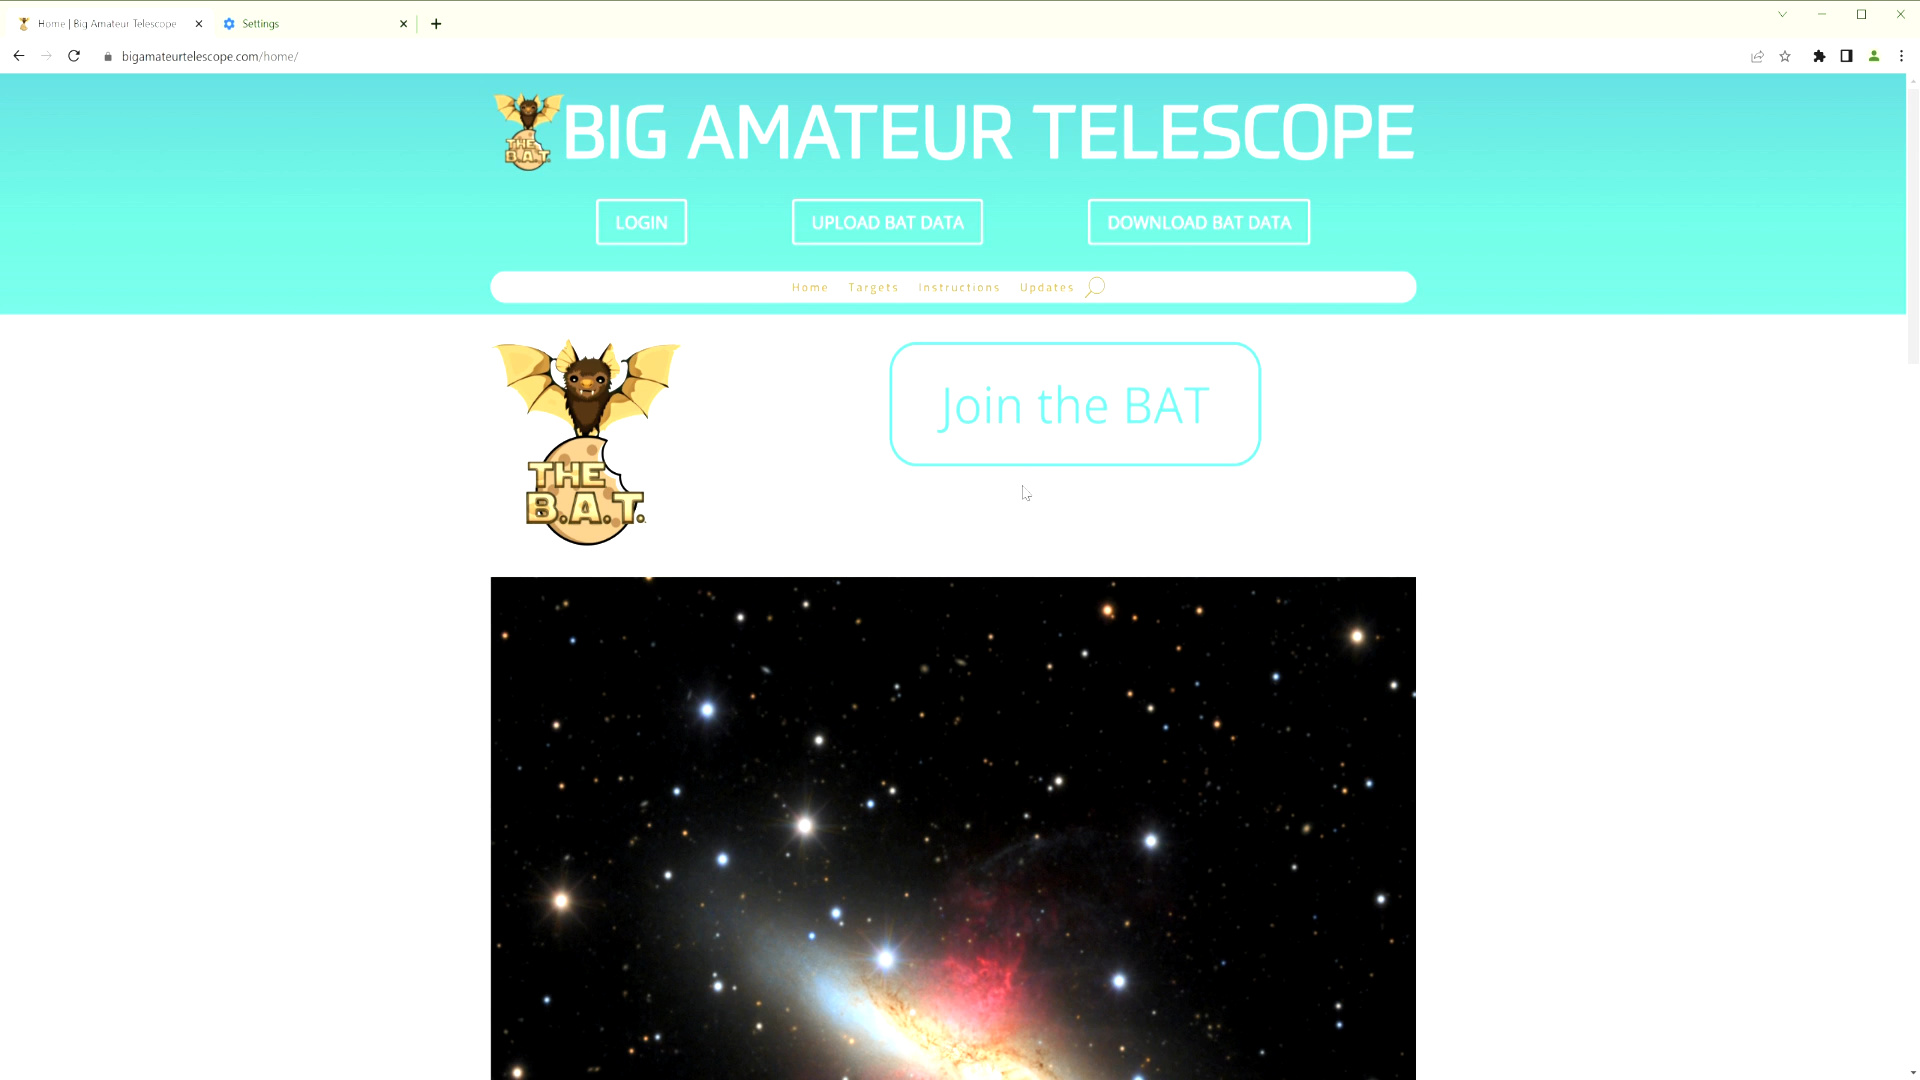 Home | Big Amateur Telescope
Settings
bigamateurtelescope.com/home/
THE
B.A.T.
BIG AMATEUR TELESCOPE
LOGIN
UPLOAD BAT DATA
DOWNLOAD BAT DATA
Home Targets Instructions Updates
THE
B.A.T.
Join the BAT